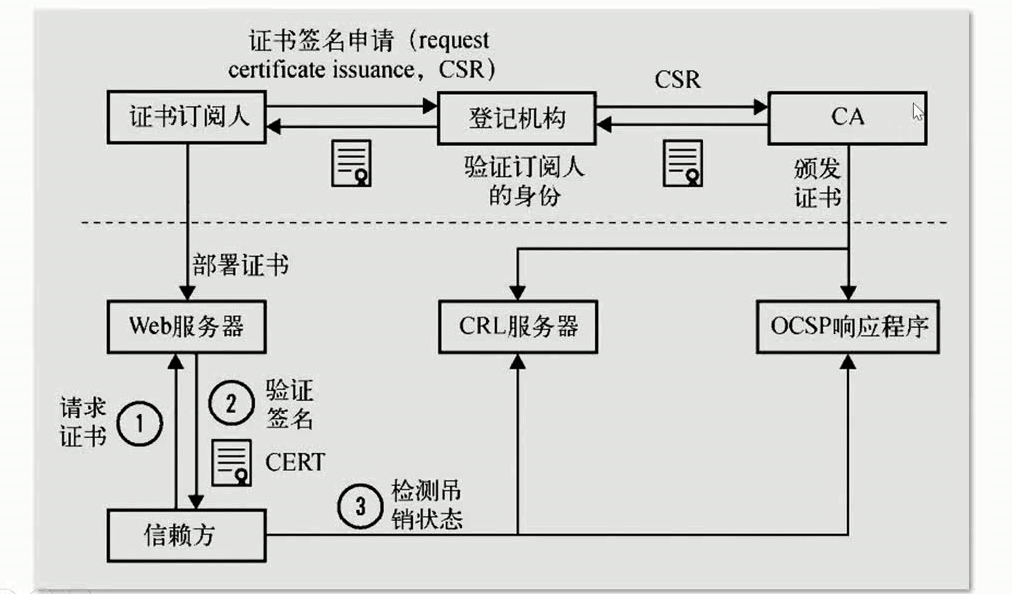 证书签名申请（request
certificate issuance，CSR）
CSR
证书订阅人
登记机构
CA
验证订阅人
的身份
颁发
证书
部署证书
Web服务器
CRL服务器
OCSP响应程序
请求
证书
1
2
验证
签名
CERT
3
检测吊
销状态
信赖方